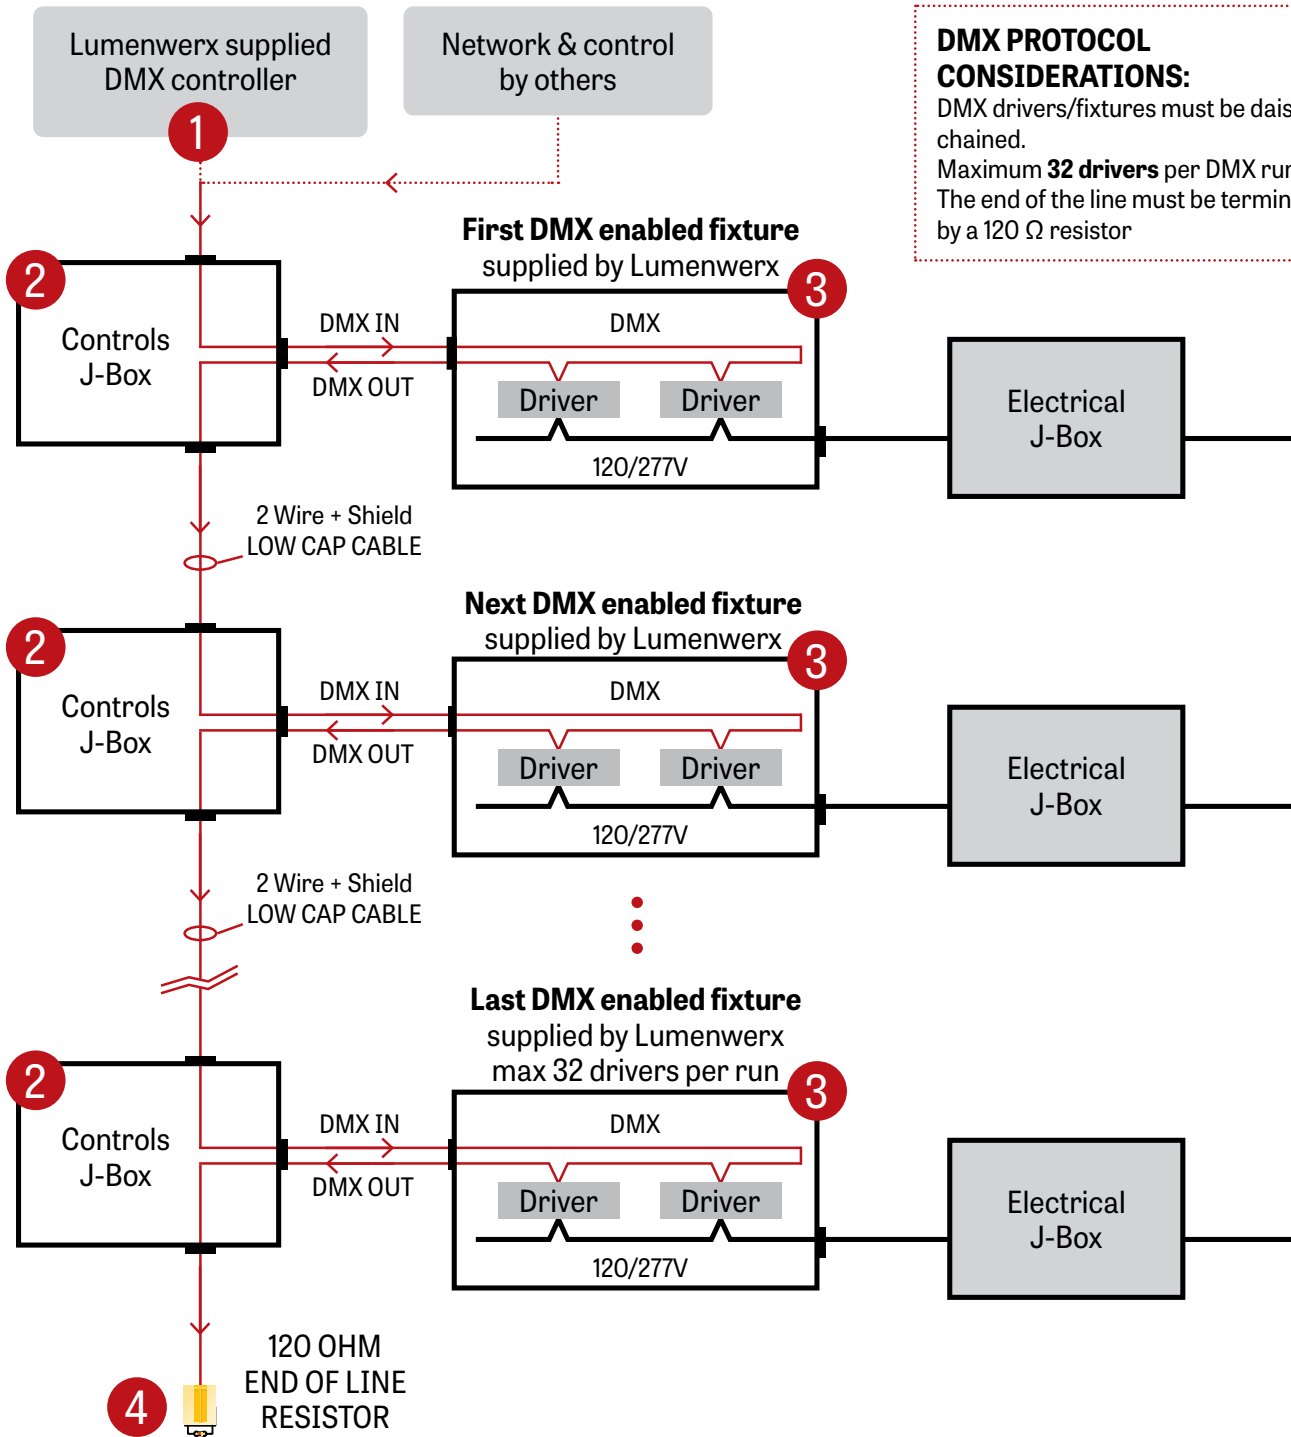 Lumenwerx supplied
DMX controller
1
Network & control
by others
DMX PROTOCOL
CONSIDERATIONS:
DMX drivers/fixtures must be dais
chained.
Maximum 32 drivers per DMX run
The end of the line must be termin
by a 120 Ω resistor
First DMX enabled fixture
supplied by Lumenwerx
2
Controls
J-Box
DMX IN
DMX OUT
3
DMX
Driver
Driver
120/277V
Electrical
J-Box
2 Wire + Shield
LOW CAP CABLE
Next DMX enabled fixture
supplied by Lumenwerx
2
Controls
J-Box
DMX IN
DMX OUT
3
DMX
Driver
Driver
120/277V
Electrical
J-Box
2 Wire + Shield
LOW CAP CABLE
Last DMX enabled fixture
supplied by Lumenwerx
max 32 drivers per run
2
Controls
J-Box
DMX IN
DMX OUT
3
DMX
Driver
Driver
120/277V
Electrical
J-Box
4
120 OHM
END OF LINE
RESISTOR